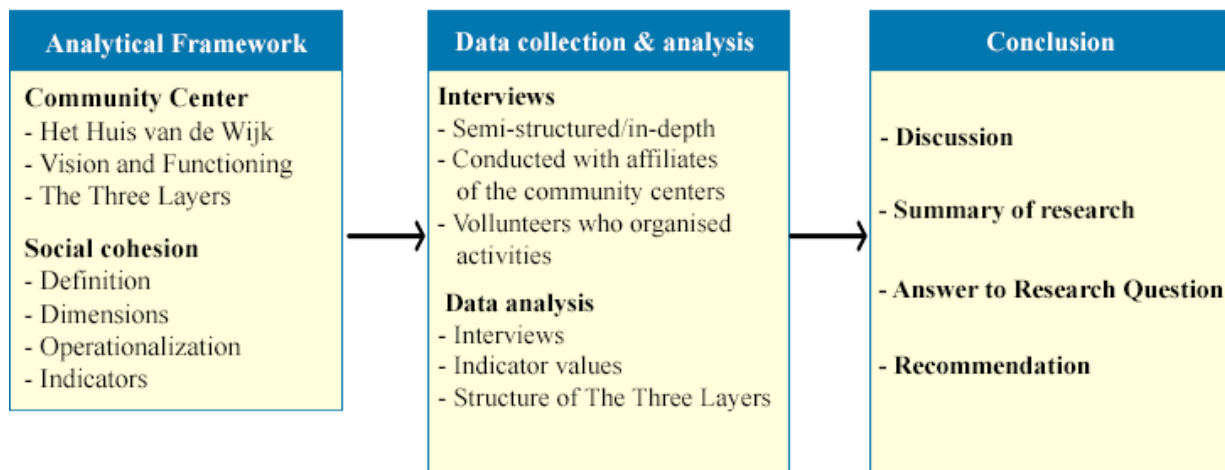 Analytical Framework
Community Center
- Het Huis van de Wijk
- Vision and Functioning
- The Three Layers
Social cohesion
- Definition
- Dimensions
- Operationalization
- Indicators
Data collection & analysis
Interviews
- Semi-structured/in-depth
- Conducted with affiliates
of the community centers
- Vollunteers who organised
activities
Data analysis
- Interviews
- Indicator values
- Structure of The Three Layers
Conclusion
- Discussion
- Summary of research
- Answer to Research Question
- Recommendation